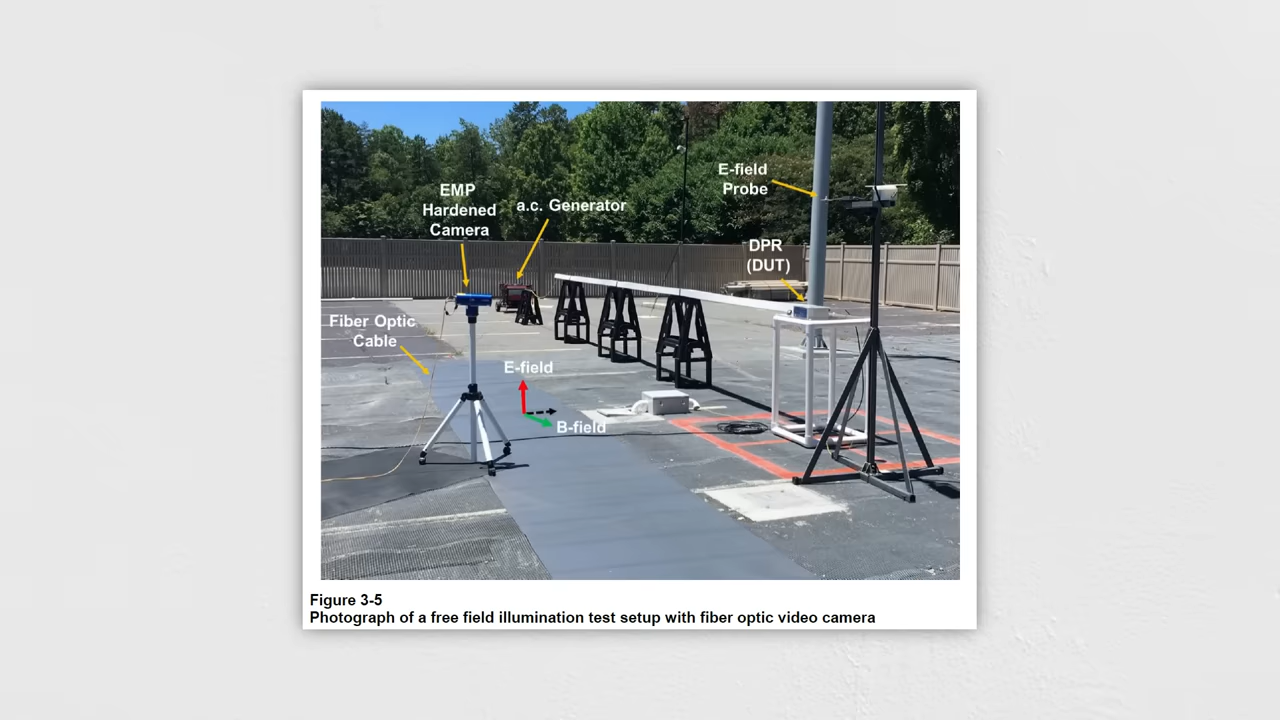 E-field
Probe
EMP
Hardened
Camera
a.c. Generator
DPR
(DUT)
Fiber Optic
Cable
E-field
B-field
Figure 3-5
Photograph of a free field illumination test setup with fiber optic video camera